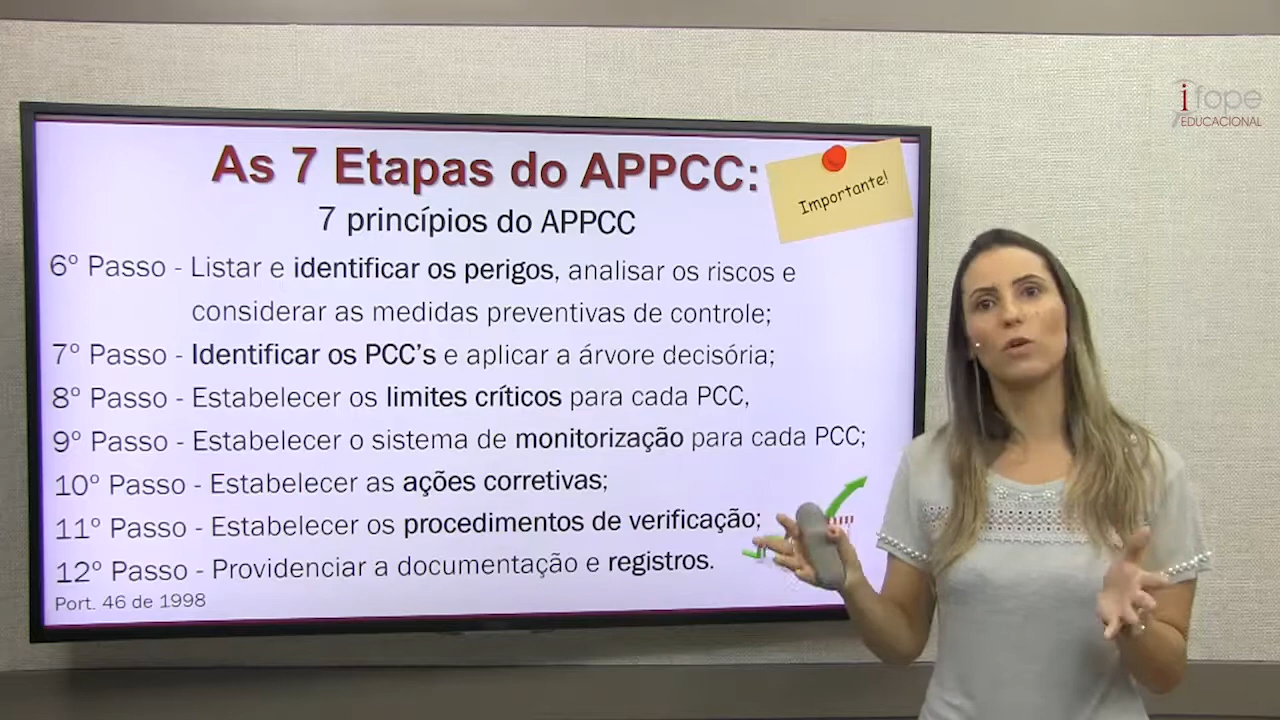 As 7 Etapas do APPCC:
Importante!
7 princípios do APPCC
6º Passo - Listar e identificar os perigos, analisar os riscos e
considerar as medidas preventivas de controle;
7º Passo - Identificar os PCC's e aplicar a árvore decisória;
8º Passo - Estabelecer os limites críticos para cada PCC,
9º Passo - Estabelecer o sistema de monitorização para cada PCC;
10º Passo - Estabelecer as ações corretivas;
11º Passo - Estabelecer os procedimentos de verificação;
12º Passo - Providenciar a documentação e registros.
Port. 46 de 1998
ifope
EDUCACIONAL